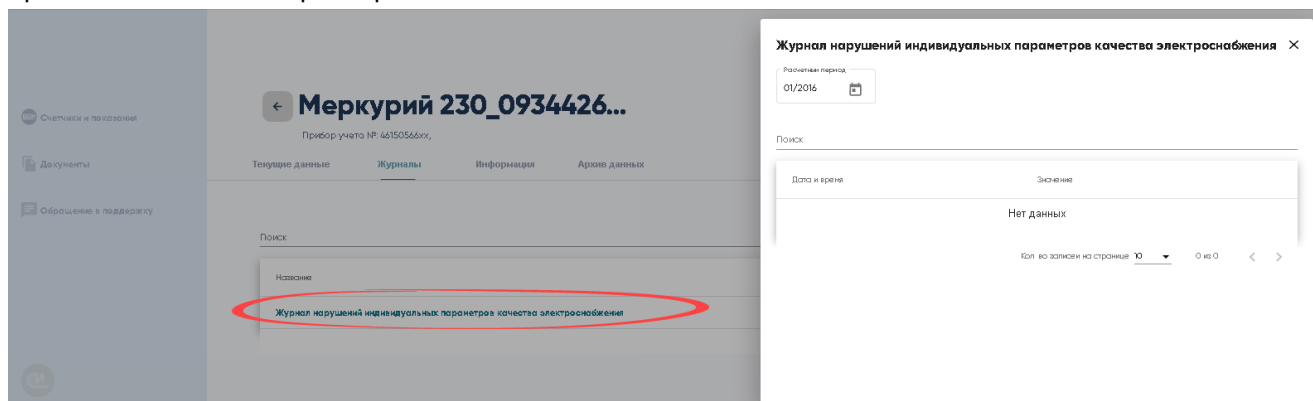 Журнал нарушений индивидуальных параметров качества электроснабжения
Расчетный период
01/2016
Меркурий 230_0934426...
Счетчики и показания
Прибор учета №: 46150566xx,
Поиск
Документы
Текущие данные Журналы Информация Архив данных
Дата и время Значение
Обращение в поддержку
Нет данных
Поиск
Кол во записей на странице 10 0 из 0
Название
Журнал нарушений индивидуальных параметров качества электроснабжения